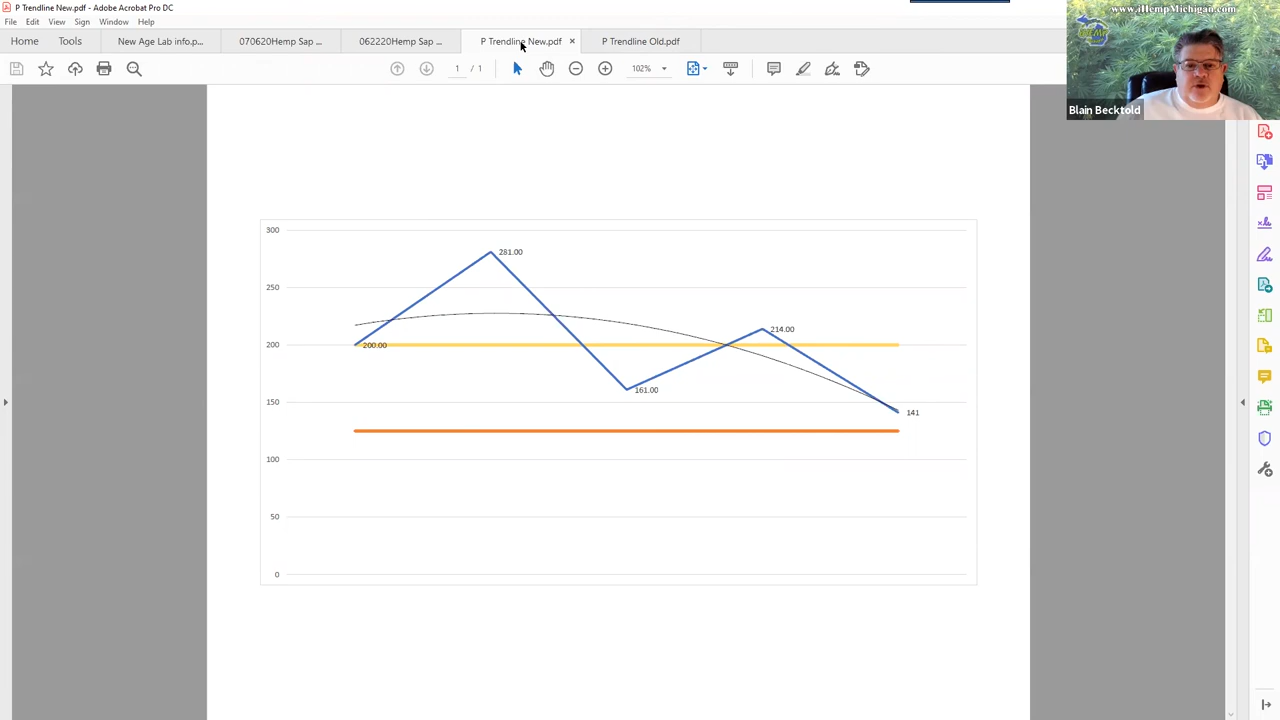 P Trendline New.pdf - Adobe Acrobat Pro DC
www.iHempMichigan.com
File Edit View Sign Window Help
Home Tools New Age Lab info.p... 070620Hemp Sap ... 062220Hemp Sap ... P Trendline New.pdf × P Trendline Old.pdf
1 / 1 102%
Blain Becktold
300
281.00
250
214.00
200
200.00
161.00
150
141
100
50
0